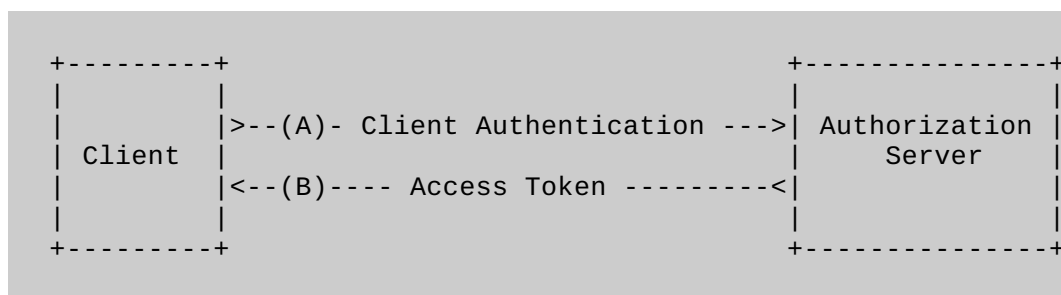 +---------+                                  +---------------+
|         |                                  |               |
|         |>--(A)- Client Authentication --->| Authorization |
| Client  |                                  |     Server    |
|         |<--(B)---- Access Token ---------<|               |
|         |                                  |               |
+---------+                                  +---------------+